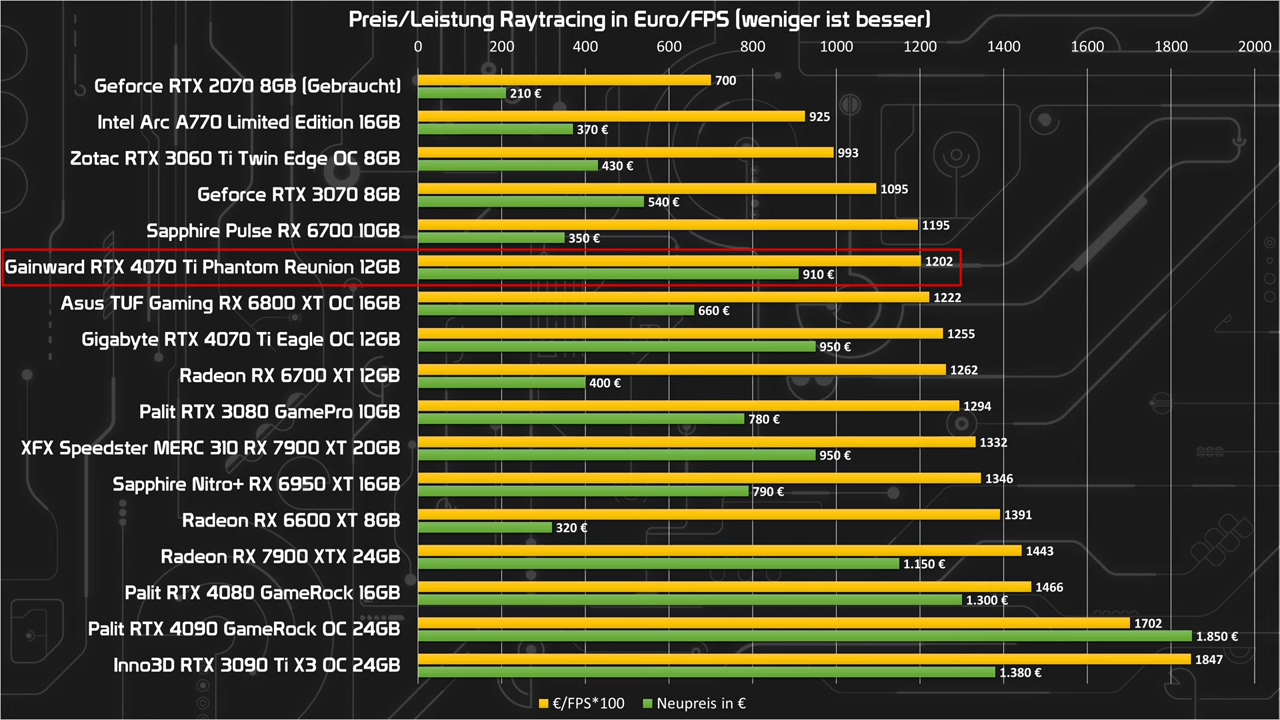 Preis/Leistung Raytracing in Euro/FPS (weniger ist besser)
0 200 400 600 800 1000 1200 1400 1600 1800 2000
Geforce RTX 2070 8GB (Gebraucht) 700
210 €
Intel Arc A770 Limited Edition 16GB 925
370 €
Zotac RTX 3060 Ti Twin Edge OC 8GB 993
430 €
Geforce RTX 3070 8GB 1095
540 €
Sapphire Pulse RX 6700 10GB 1195
350 €
Gainward RTX 4070 Ti Phantom Reunion 12GB 1202
910 €
Asus TUF Gaming RX 6800 XT OC 16GB 1222
660 €
Gigabyte RTX 4070 Ti Eagle OC 12GB 1255
950 €
Radeon RX 6700 XT 12GB 1262
400 €
Palit RTX 3080 GamePro 10GB 1294
780 €
XFX Speedster MERC 310 RX 7900 XT 20GB 1332
950 €
Sapphire Nitro+ RX 6950 XT 16GB 1346
790 €
Radeon RX 6600 XT 8GB 1391
320 €
Radeon RX 7900 XTX 24GB 1443
1.150 €
Palit RTX 4080 GameRock 16GB 1466
1.300 €
Palit RTX 4090 GameRock OC 24GB 1702
1.850 €
Inno3D RTX 3090 Ti X3 OC 24GB 1847
1.380 €
€/FPS*100 Neupreis in €